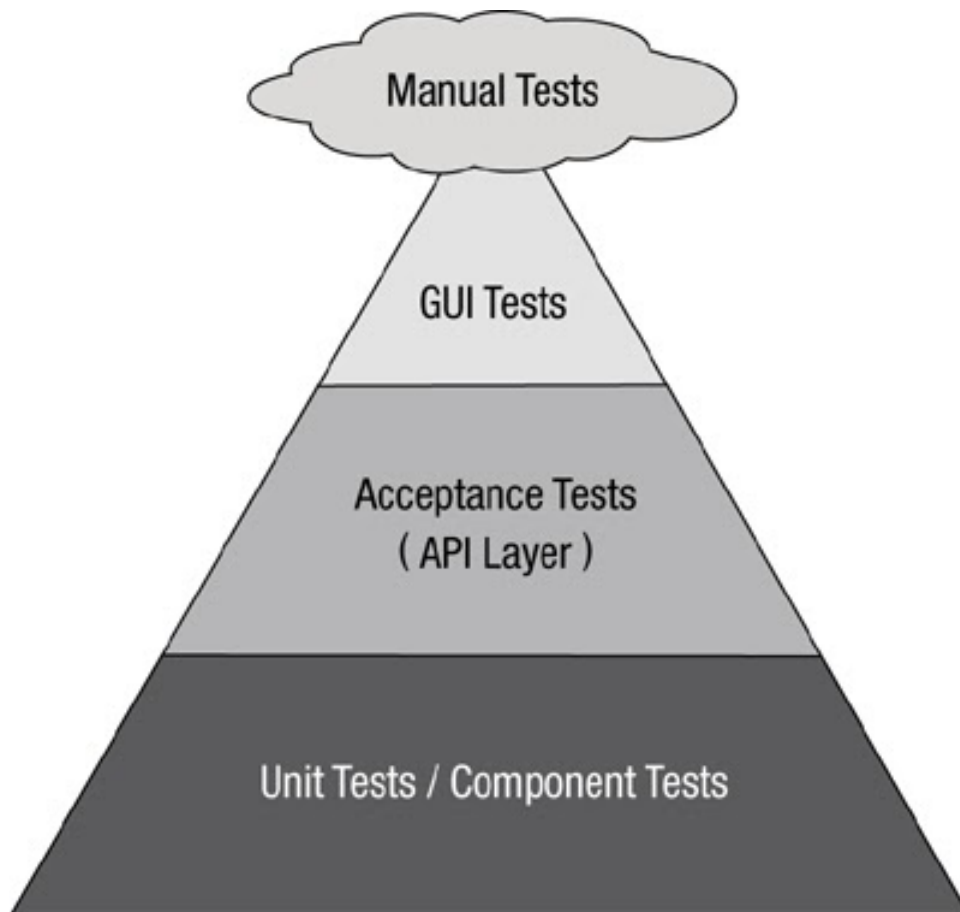 Manual Tests
GUI Tests
Acceptance Tests
( API Layer )
Unit Tests / Component Tests